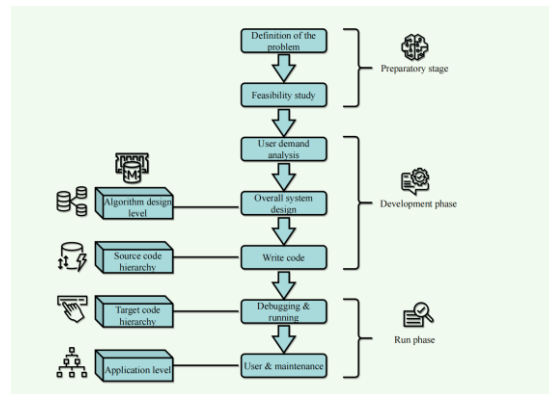 Definition of the
problem
Preparatory stage
Feasibility study
User demand
analysis
M
Algorithm design
level
Overall system
design
Development phase
Source code
hierarchy
Write code
Target code
hierarchy
Debugging &
running
Run phase
Application level
User & maintenance